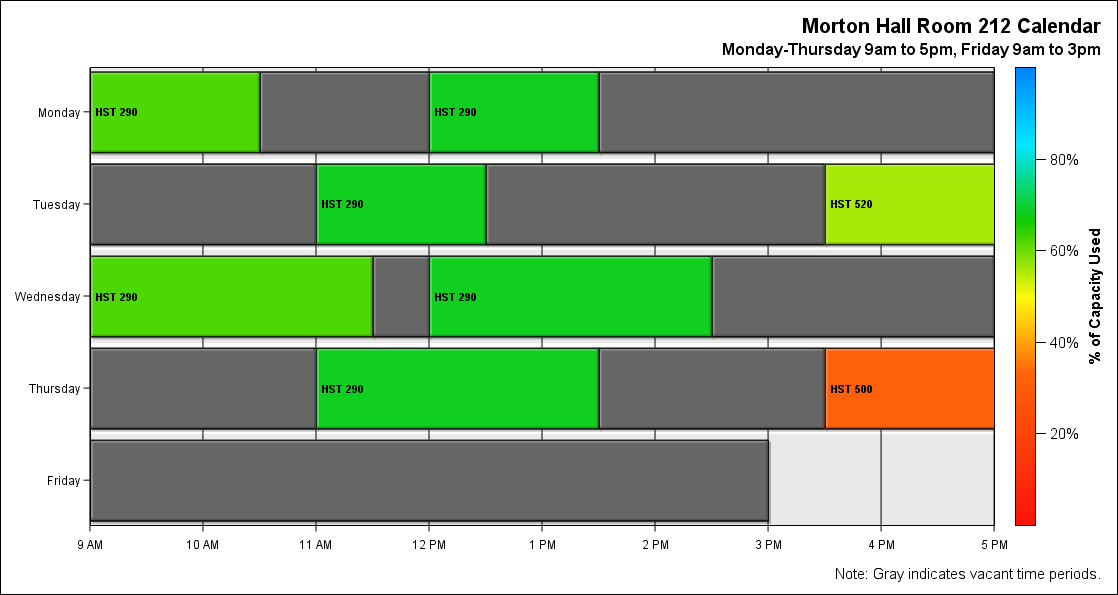 Morton Hall Room 212 Calendar
Monday-Thursday 9am to 5pm, Friday 9am to 3pm
Monday
HST 290
HST 290
Tuesday
HST 290
HST 520
Wednesday
HST 290
HST 290
Thursday
HST 290
HST 500
Friday
9 AM
10 AM
11 AM
12 PM
1 PM
2 PM
3 PM
4 PM
5 PM
80%
60%
40%
20%
% of Capacity Used
Note: Gray indicates vacant time periods.